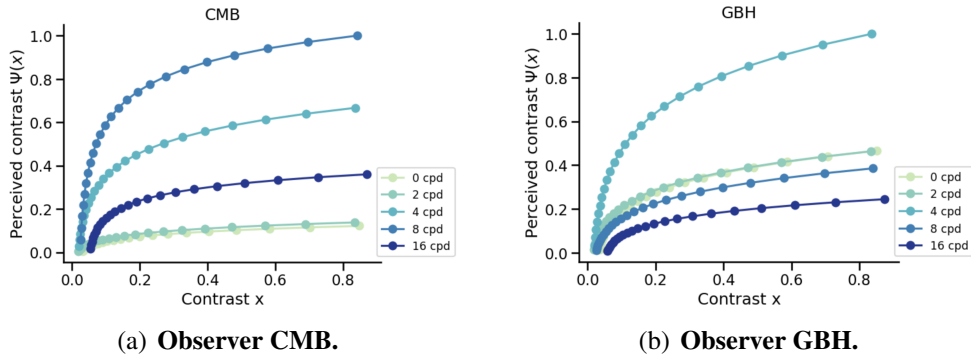 CMB
Perceived contrast Ψ(x)
1.0
0.8
0.6
0.4
0.2
0.0
0.0 0.2 0.4 0.6 0.8
Contrast x
0 cpd
2 cpd
4 cpd
8 cpd
16 cpd
(a) Observer CMB.
GBH
Perceived contrast Ψ(x)
1.0
0.8
0.6
0.4
0.2
0.0
0.0 0.2 0.4 0.6 0.8
Contrast x
0 cpd
2 cpd
4 cpd
8 cpd
16 cpd
(b) Observer GBH.